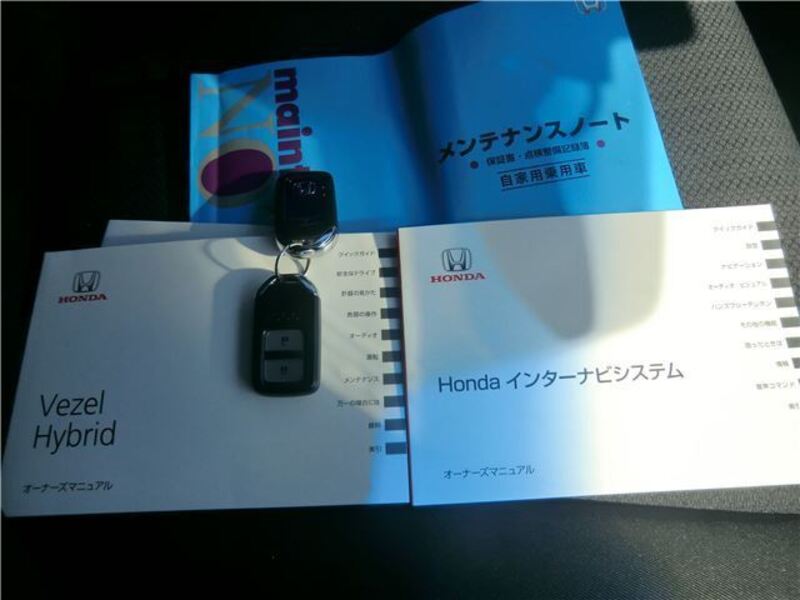 maint
NO
メンテナンスノート
保証書・点検整備記録簿
自家用乗用車
HONDA
Vezel
Hybrid
オーナーズマニュアル
クイックガイド
安全なドライブ
計器の見かた
各部の操作
オーディオ
運転
メンテナンス
万一の場合には
資料
索引
HONDA
Honda インターナビシステム
オーナーズマニュアル
クイックガイド
設定
ナビゲーション
オーディオ ビジュアル
ハンズフリーテレホン
その他の機能
困ったときは
情報
音声コマンド
索引